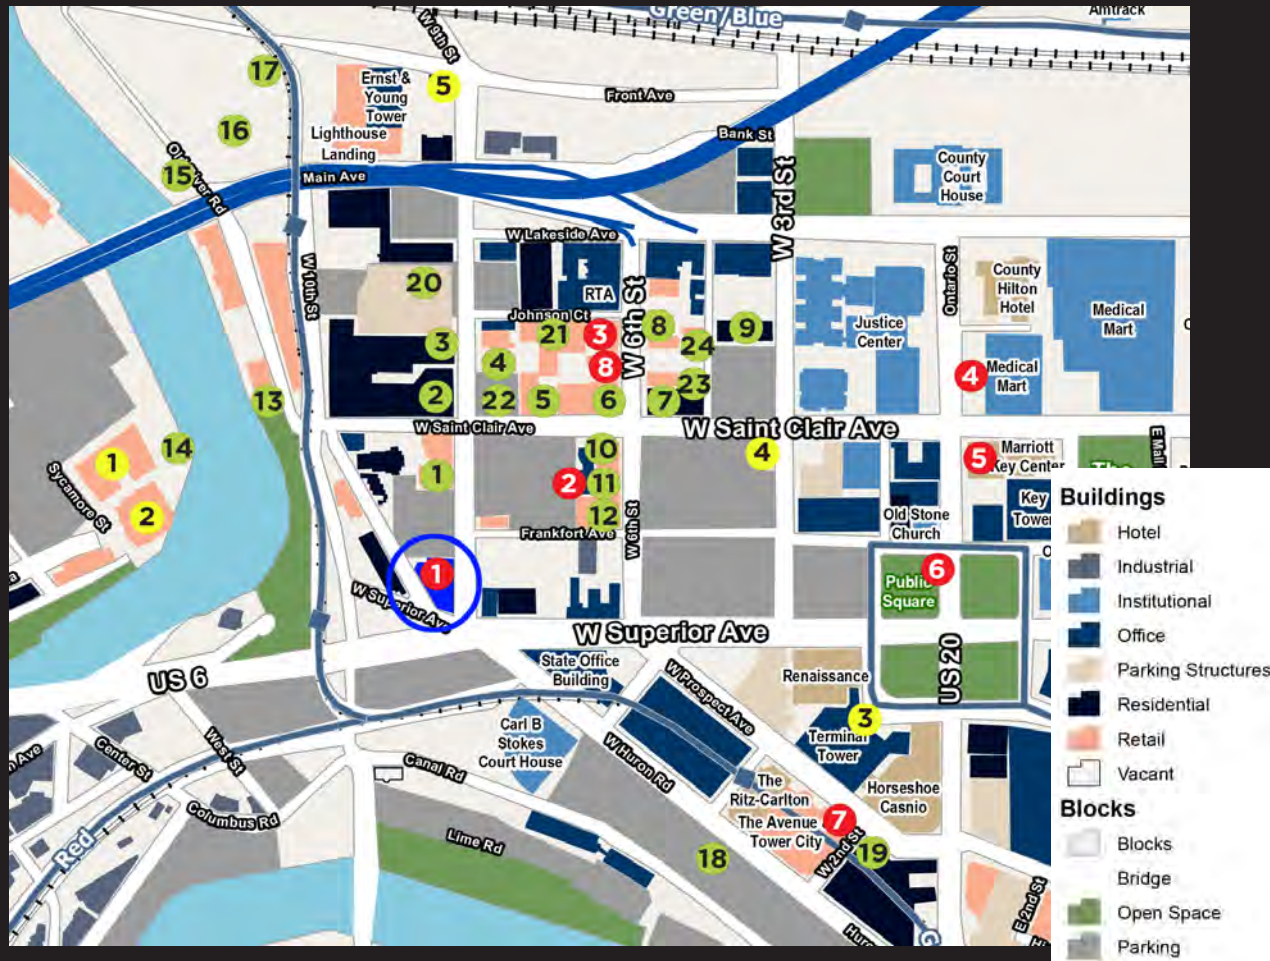 Green/Blue
Amtrack
W 9th St
17
Ernst &
Young
Tower
5
Front Ave
16
Lighthouse
Landing
Bank St
15
Old River Rd
Main Ave
W 3rd St
County
Court
House
W Lakeside Ave
W 10th St
20
RTA
W 6th St
Ontario St
County
Hilton
Hotel
Medical
Mart
Johnson Ct
21
3
8
9
Justice
Center
3
4
8
24
4
Medical
Mart
13
2
22
5
6
7
23
W Saint Clair Ave
W Saint Clair Ave
E Mall
14
1
1
10
4
5
Marriott
Key Center
The
Sycamore St
2
11
2
12
Key
Tower
Old Stone
Church
Frankfort Ave
W 6th St
1
6
Public
Square
W Superior Ave
W Superior Ave
US 6
US 20
State Office
Building
W Prospect Ave
Renaissance
3
Terminal
Tower
Center St
West St
Carl B
Stokes
Court House
W Huron Rd
Canal Rd
The
Ritz-Carlton
Horseshoe
Casnio
Columbus Rd
The Avenue
Tower City
7
W 2nd St
19
18
Red
Lime Rd
E 2nd St
Buildings
Hotel
Industrial
Institutional
Office
Parking Structures
Residential
Retail
Vacant
Blocks
Blocks
Bridge
Open Space
Parking